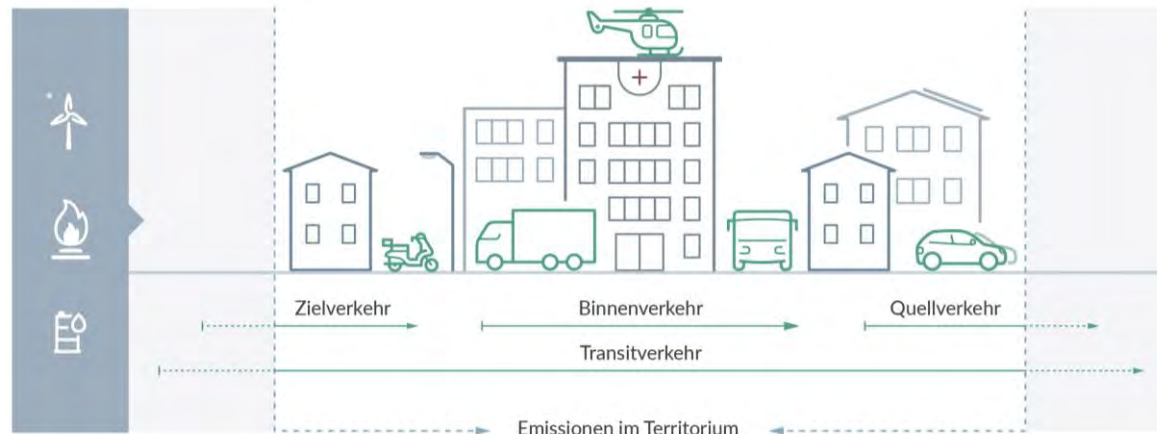 Zielverkehr
Binnenverkehr
Quellverkehr
Transitverkehr
Emissionen im Territorium